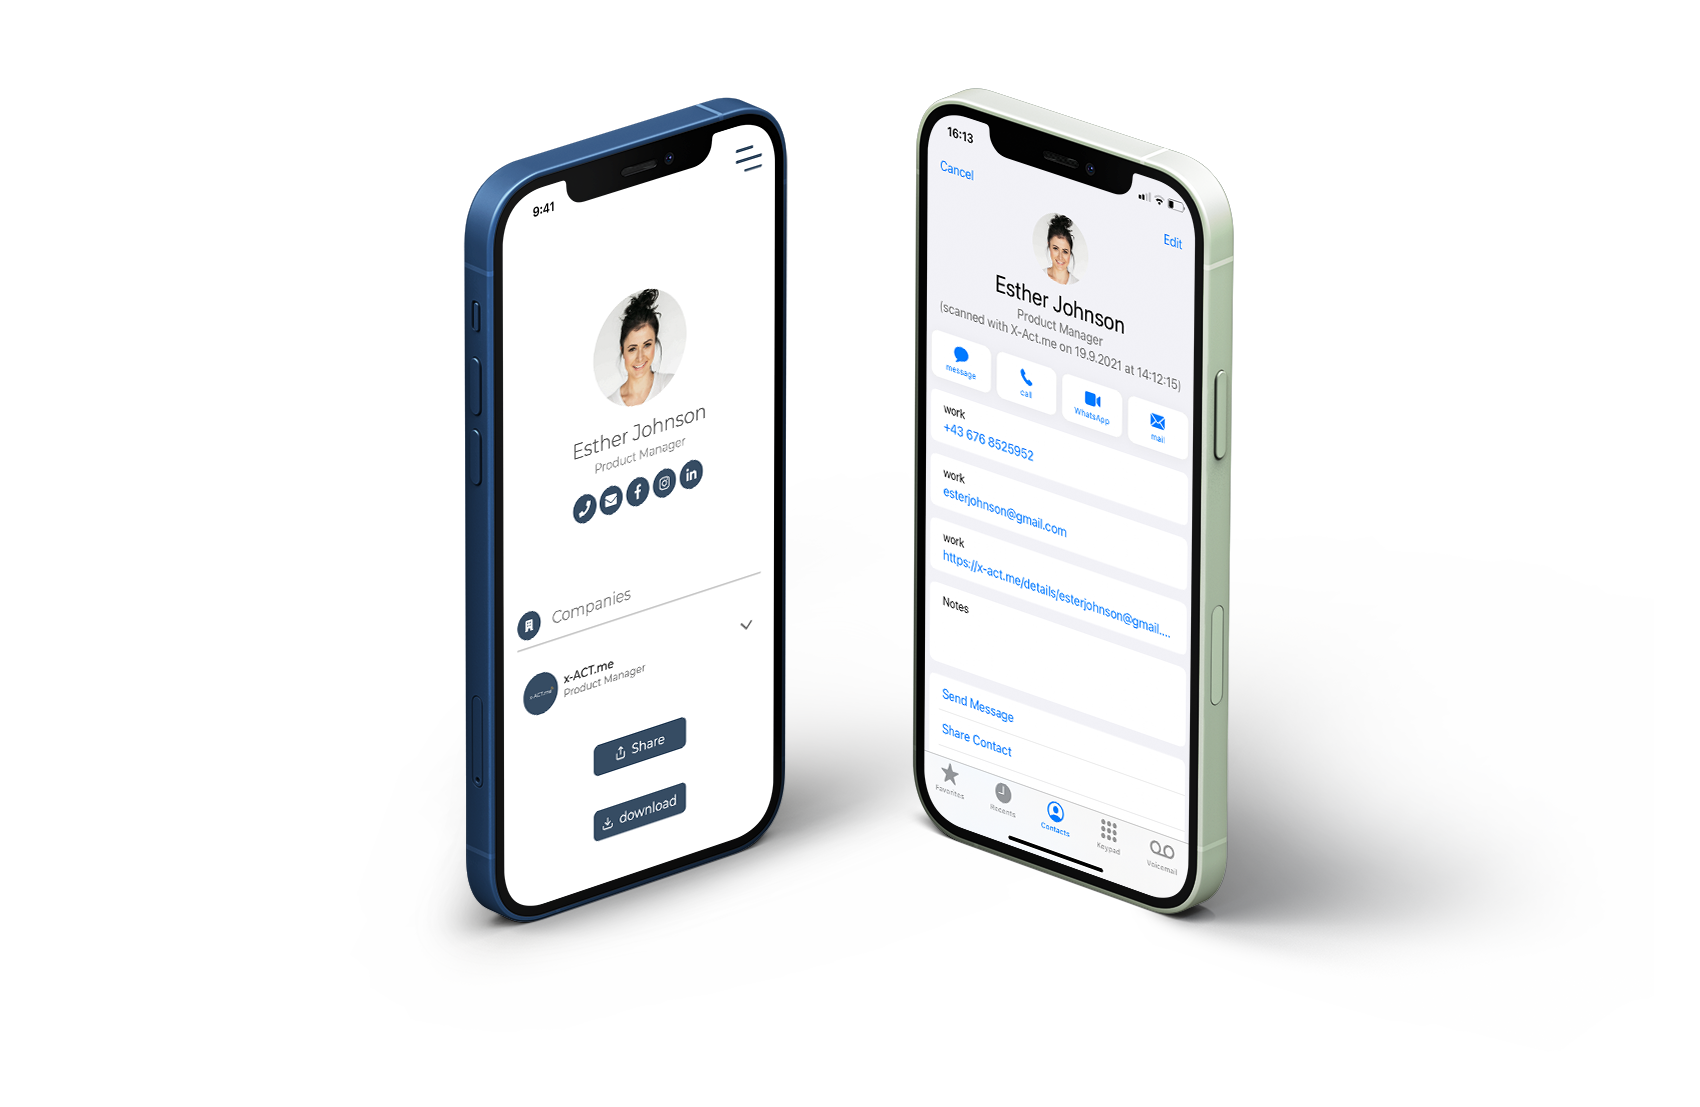 9:41
Esther Johnson
Product Manager
Companies
x-ACT.me
x-ACT.me
Product Manager
Share
download
16:13
Cancel
Edit
Esther Johnson
Product Manager
(scanned with X-Act.me on 19.9.2021 at 14:12:15)
message
call
WhatsApp
mail
work
+43 676 8525952
work
esterjohnson@gmail.com
work
https://x-act.me/details/esterjohnson@gmail....
Notes
Send Message
Share Contact
Favorites
Recents
Contacts
Keypad
Voicemail